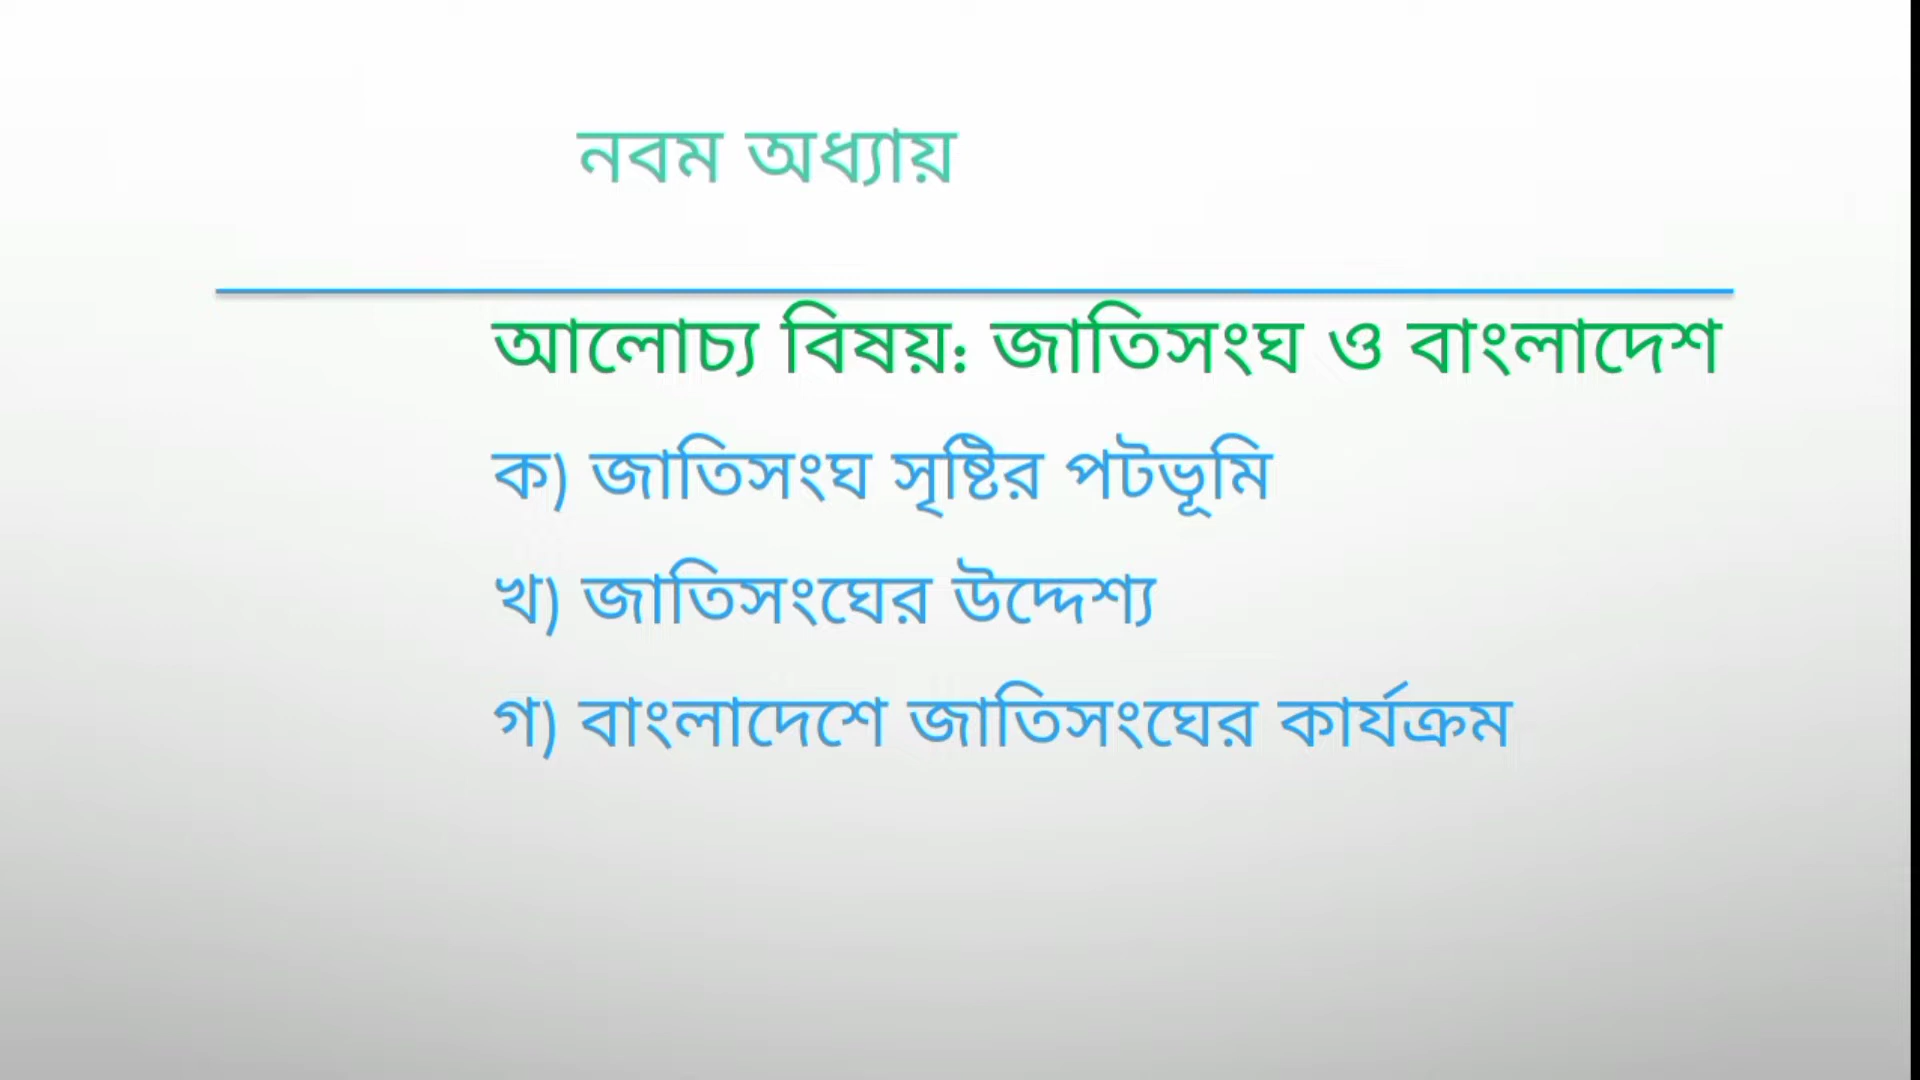 নবম অধ্যায়
আলোচ্য বিষয়: জাতিসংঘ ও বাংলাদেশ
ক) জাতিসংঘ সৃষ্টির পটভূমি
খ) জাতিসংঘের উদ্দেশ্য
গ) বাংলাদেশে জাতিসংঘের কার্যক্রম